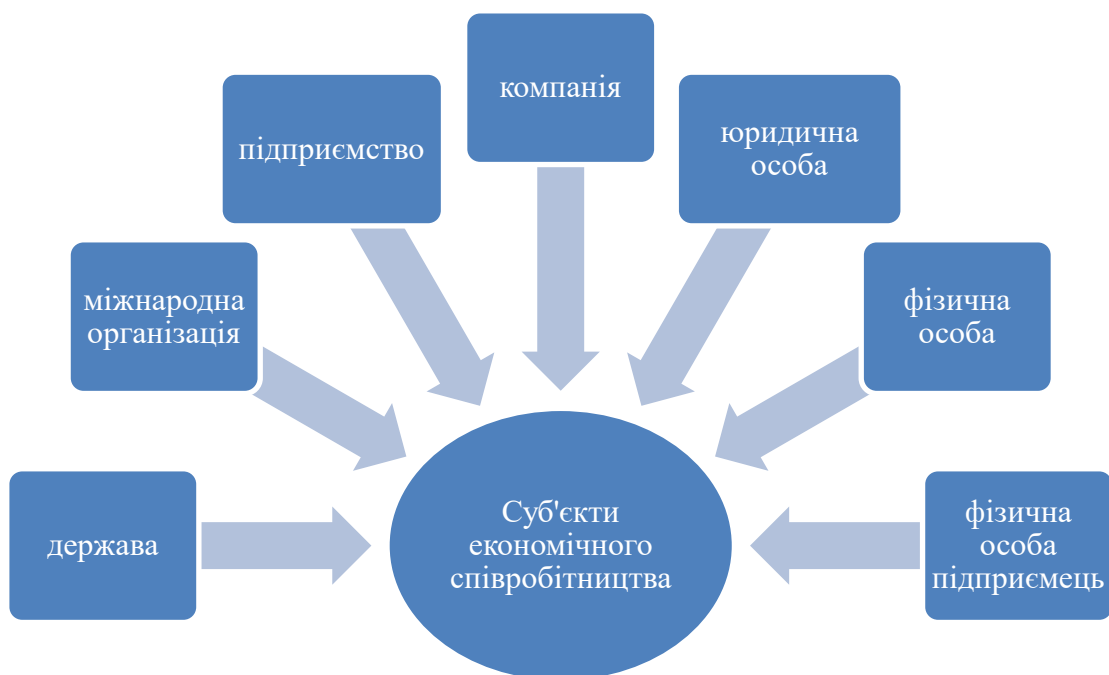 компанія
підприємство
юридична
особа
міжнародна
організація
фізична
особа
держава
Суб'єкти
економічного
співробітництва
фізична
особа
підприємець